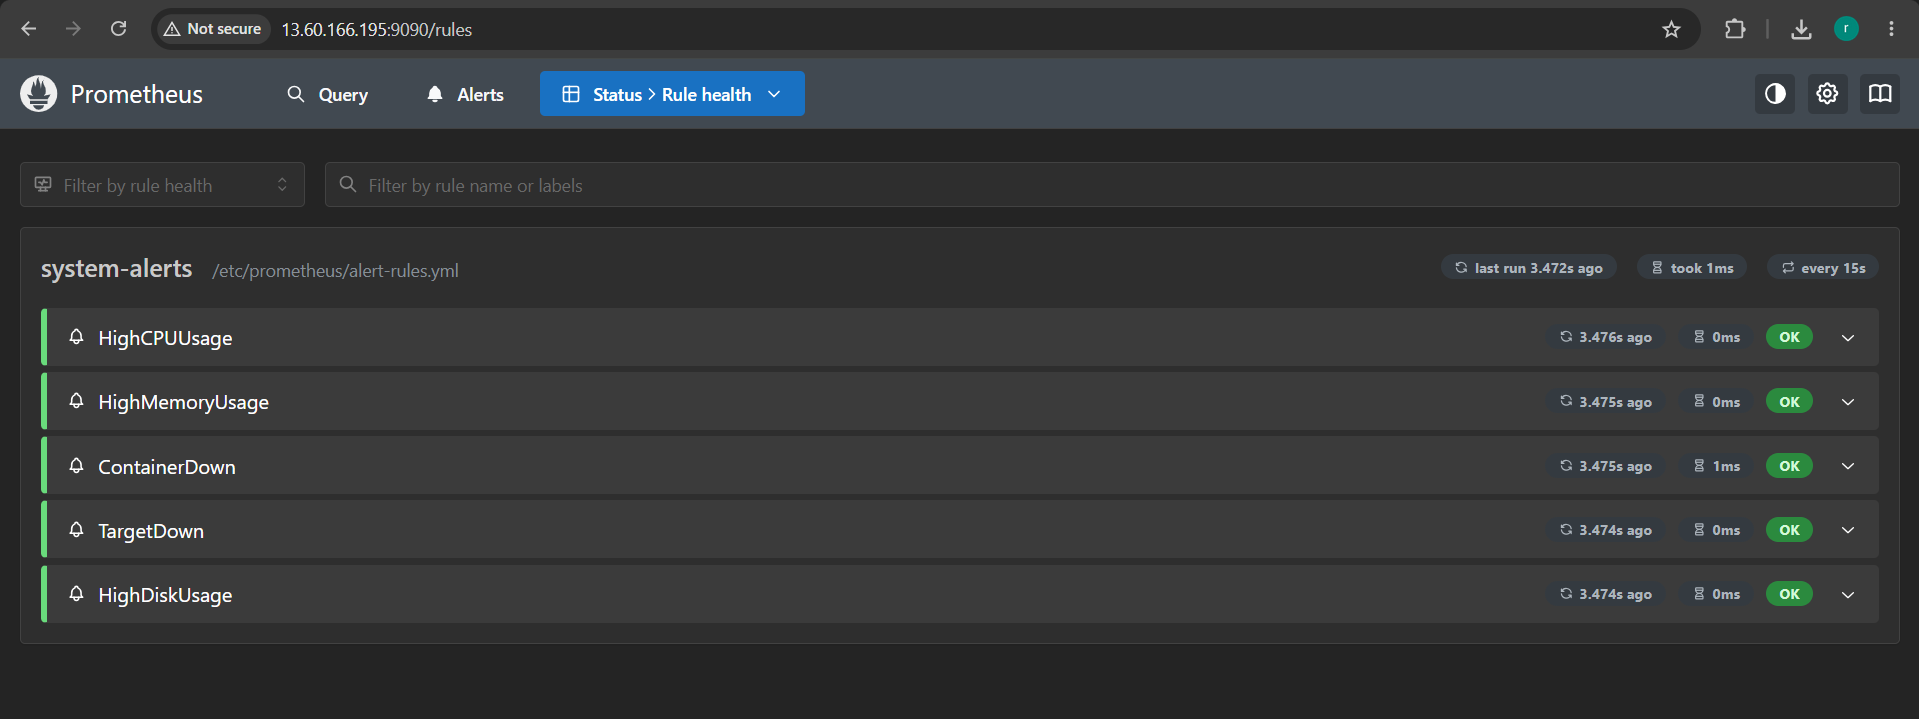 Not secure 13.60.166.195:9090/rules r
Prometheus Query Alerts Status > Rule health
Filter by rule health Filter by rule name or labels
system-alerts /etc/prometheus/alert-rules.yml last run 3.472s ago took 1ms every 15s
HighCPUUsage 3.476s ago 0ms OK
HighMemoryUsage 3.475s ago 0ms OK
ContainerDown 3.475s ago 1ms OK
TargetDown 3.474s ago 0ms OK
HighDiskUsage 3.474s ago 0ms OK